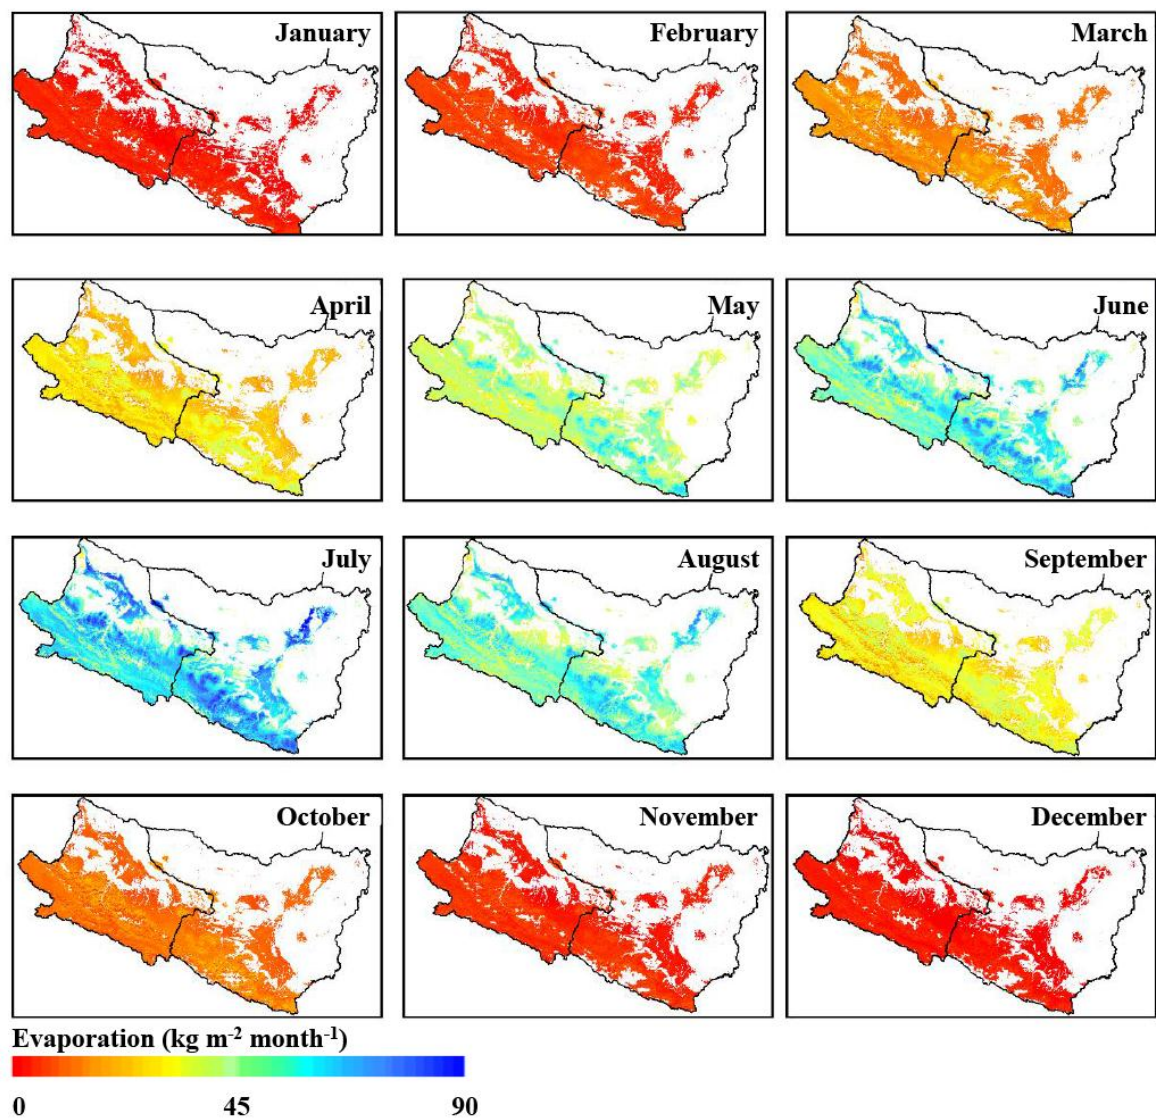 January
February
March
April
May
June
July
August
September
October
November
December
Evaporation (kg m⁻² month⁻¹)
0 45 90